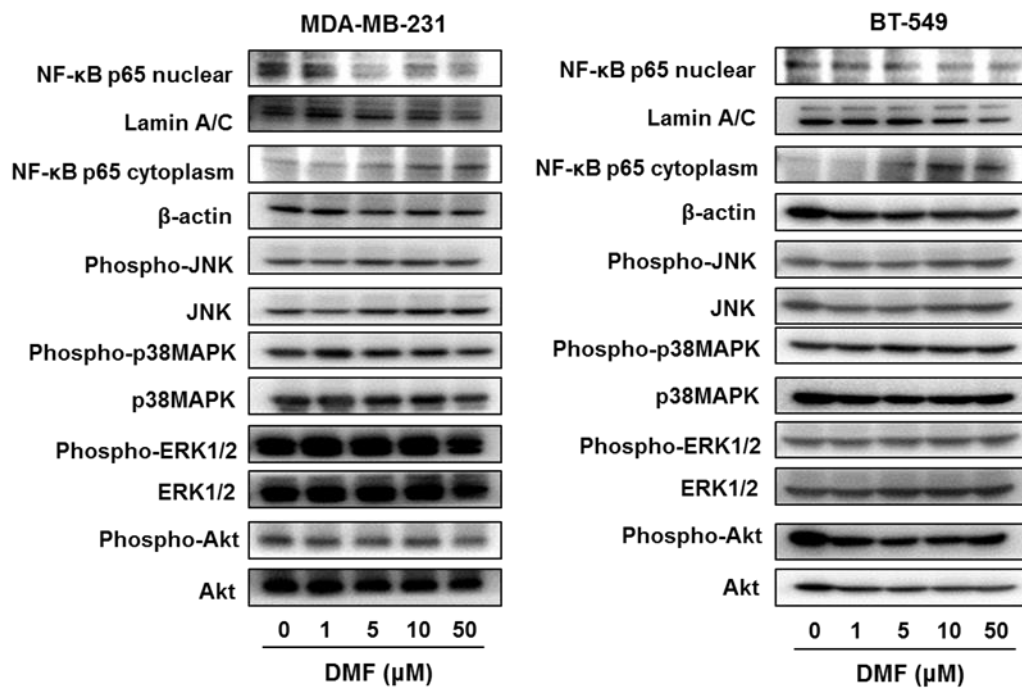 MDA-MB-231
NF-κB p65 nuclear
Lamin A/C
NF-κB p65 cytoplasm
β-actin
Phospho-JNK
JNK
Phospho-p38MAPK
p38MAPK
Phospho-ERK1/2
ERK1/2
Phospho-Akt
Akt
0 1 5 10 50
DMF (μM)
BT-549
NF-κB p65 nuclear
Lamin A/C
NF-κB p65 cytoplasm
β-actin
Phospho-JNK
JNK
Phospho-p38MAPK
p38MAPK
Phospho-ERK1/2
ERK1/2
Phospho-Akt
Akt
0 1 5 10 50
DMF (μM)